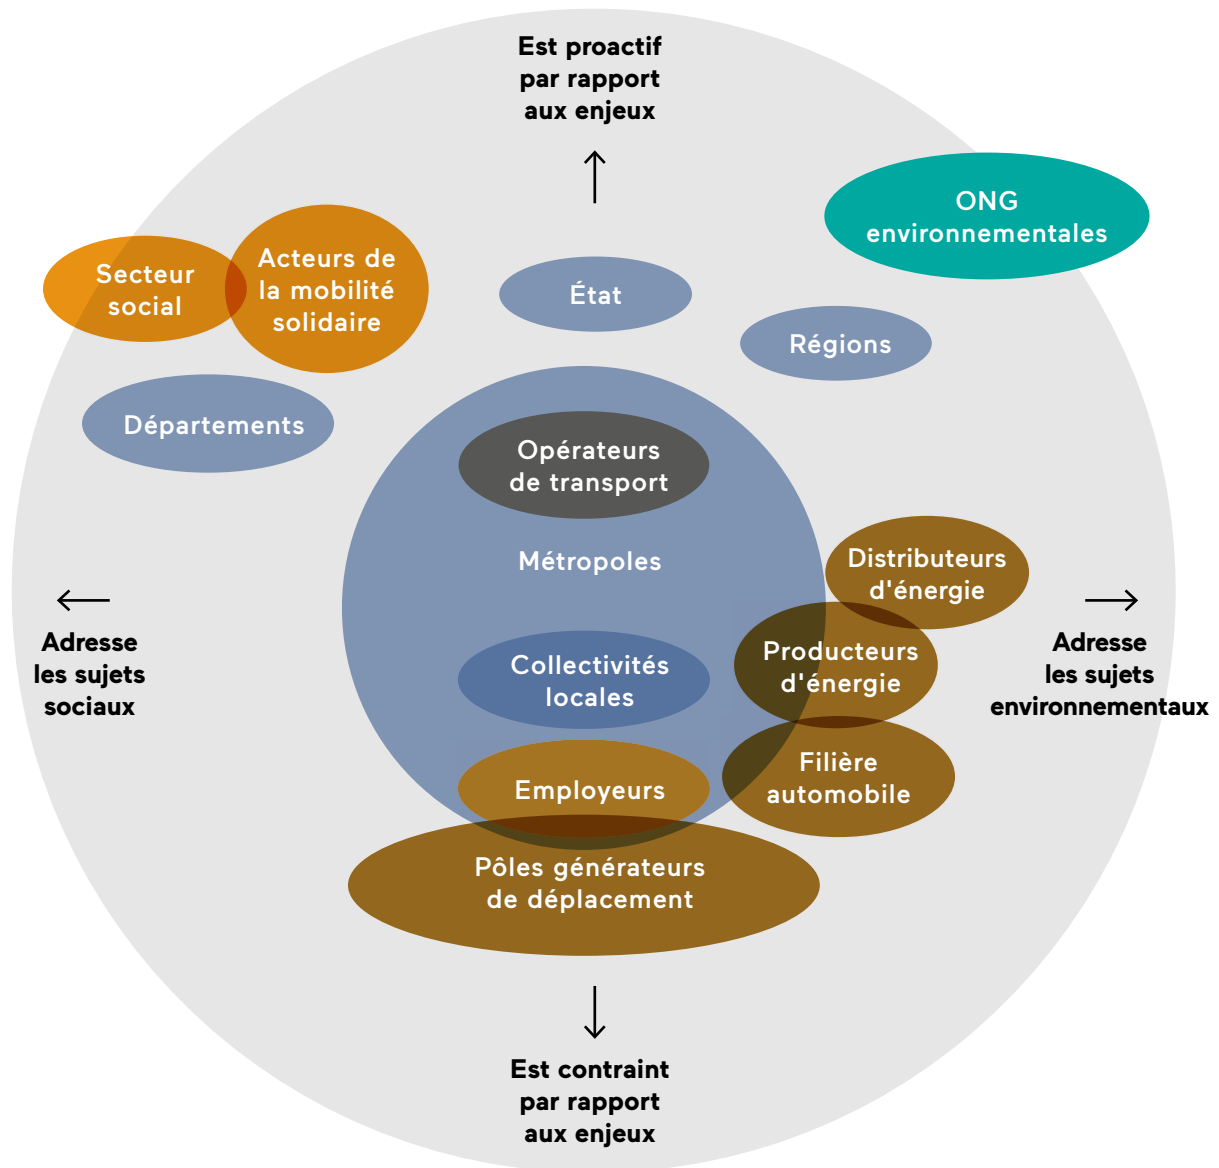 Est proactif
par rapport
aux enjeux
ONG
environnementales
Secteur
social
Acteurs de
la mobilité
solidaire
État
Régions
Départements
Opérateurs
de transport
Métropoles
Distributeurs
d'énergie
Adresse
les sujets
sociaux
Collectivités
locales
Producteurs
d'énergie
Adresse
les sujets
environnementaux
Employeurs
Filière
automobile
Pôles générateurs
de déplacement
Est contraint
par rapport
aux enjeux